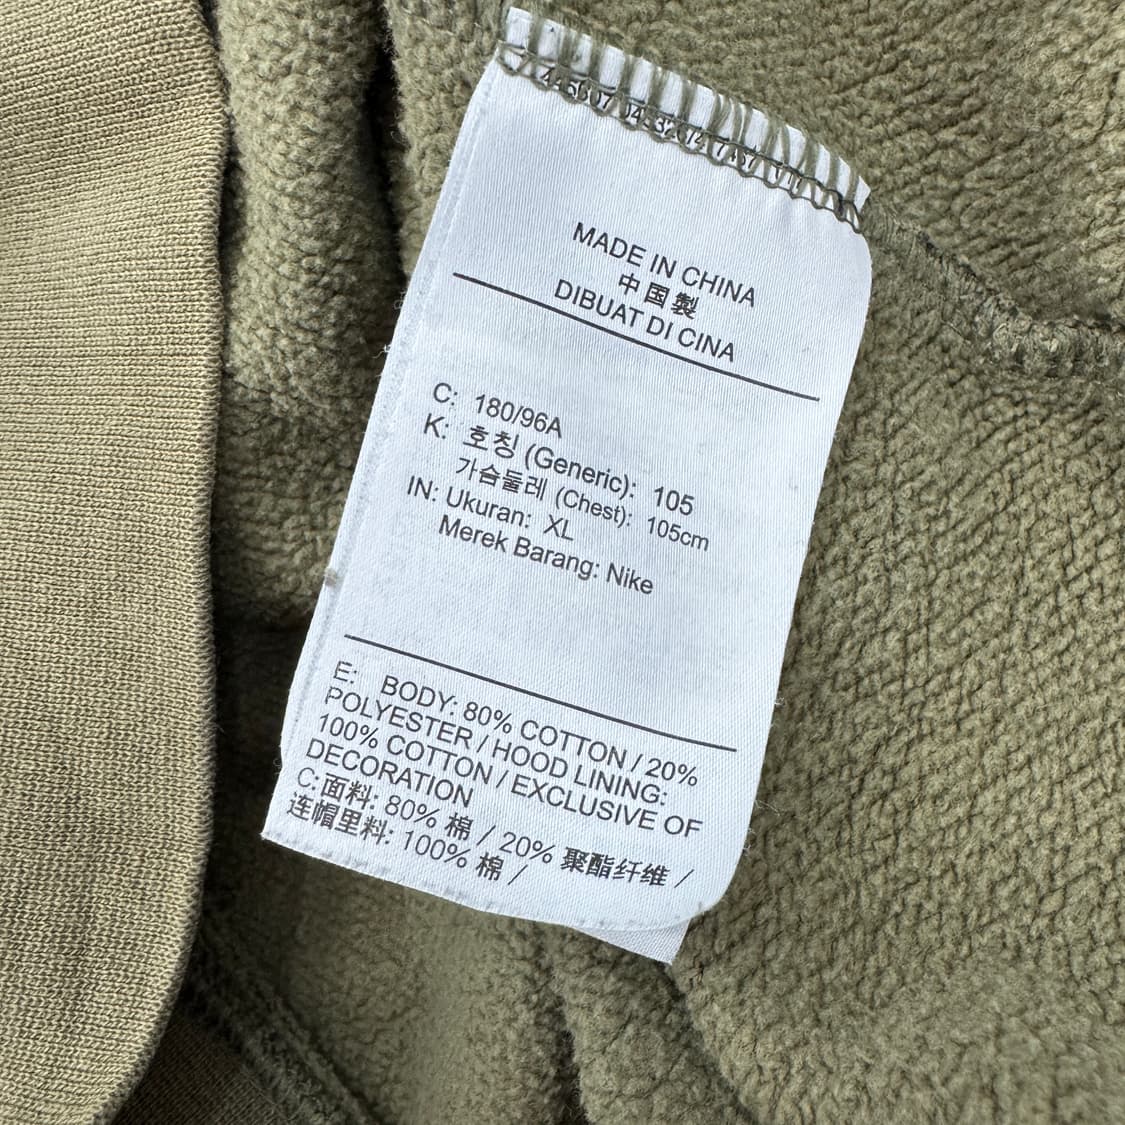 MADE IN CHINA
中国製
DIBUAT DI CINA
C: 180/96A
K: 호칭 (Generic): 105
가슴둘레 (Chest): 105cm
IN: Ukuran: XL
Merek Barang: Nike
E: BODY: 80% COTTON / 20%
POLYESTER / HOOD LINING:
100% COTTON / EXCLUSIVE OF
DECORATION
C: 面料: 80% 棉 / 20% 聚酯纤维 /
连帽里料: 100% 棉 /